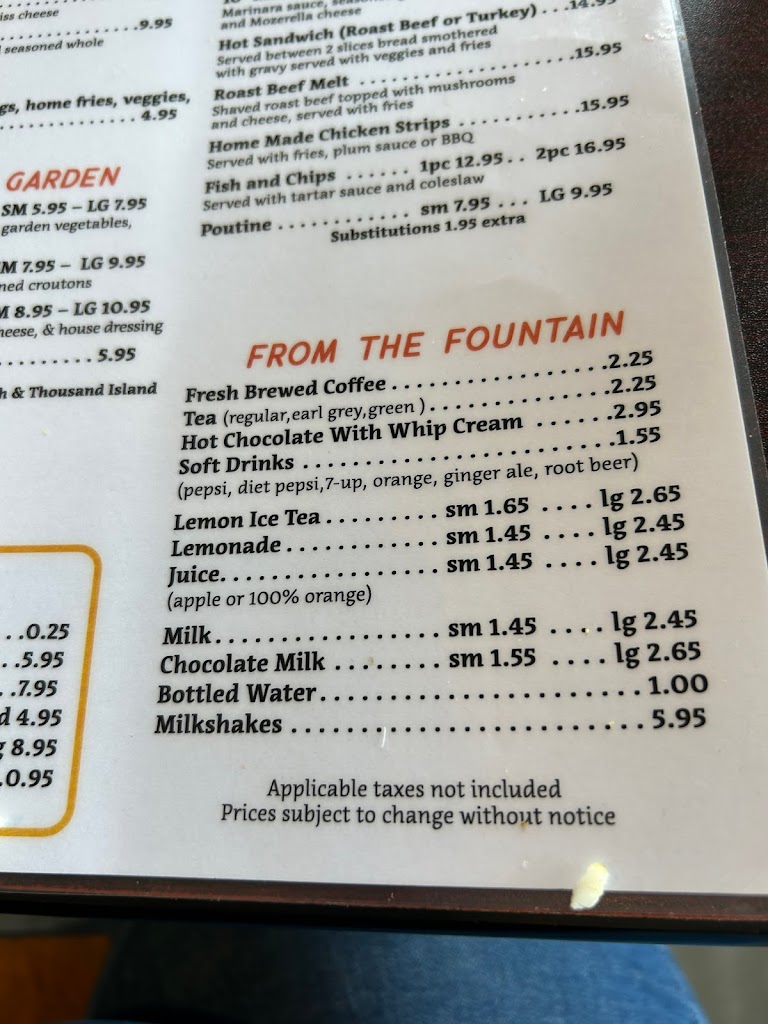 iss cheese
.9.95
seasoned whole
gs, home fries, veggies,
4.95
GARDEN
SM 5.95 – LG 7.95
garden vegetables,
M 7.95 – LG 9.95
ned croutons
M 8.95 – LG 10.95
heese, & house dressing
5.95
h & Thousand Island
..0.25
..5.95
..7.95
d 4.95
g 8.95
.0.95
Marinara sauce,
and Mozerella cheese
Hot Sandwich (Roast Beef or Turkey) . . .14.95
Served between 2 slices bread smothered
with gravy served with veggies and fries
Roast Beef Melt . . . . . . . . . . . . . . . . . . . .15.95
Shaved roast beef topped with mushrooms
and cheese, served with fries
Home Made Chicken Strips . . . . . . . . . . .15.95
Served with fries, plum sauce or BBQ
Fish and Chips . . . . . . 1pc 12.95. . 2pc 16.95
Served with tartar sauce and coleslaw
Poutine . . . . . . . . . . . sm 7.95 . . . LG 9.95
Substitutions 1.95 extra
FROM THE FOUNTAIN
Fresh Brewed Coffee . . . . . . . . . . . . . . . . .2.25
Tea (regular,earl grey,green ). . . . . . . . . . . . . .2.25
Hot Chocolate With Whip Cream . . . . . .2.95
Soft Drinks . . . . . . . . . . . . . . . . . . . . . . . .1.55
(pepsi, diet pepsi,7-up, orange, ginger ale, root beer)
Lemon Ice Tea . . . . . . . . . sm 1.65 . . . . lg 2.65
Lemonade . . . . . . . . . . . . sm 1.45 . . . . lg 2.45
Juice. . . . . . . . . . . . . . . . . sm 1.45 . . . . lg 2.45
(apple or 100% orange)
Milk . . . . . . . . . . . . . . . . . sm 1.45 . . . . lg 2.45
Chocolate Milk . . . . . . . . sm 1.55 . . . . lg 2.65
Bottled Water . . . . . . . . . . . . . . . . . . . . . . . . 1.00
Milkshakes . . . . . . . . . . . . . . . . . . . . . . . . . . 5.95
Applicable taxes not included
Prices subject to change without notice